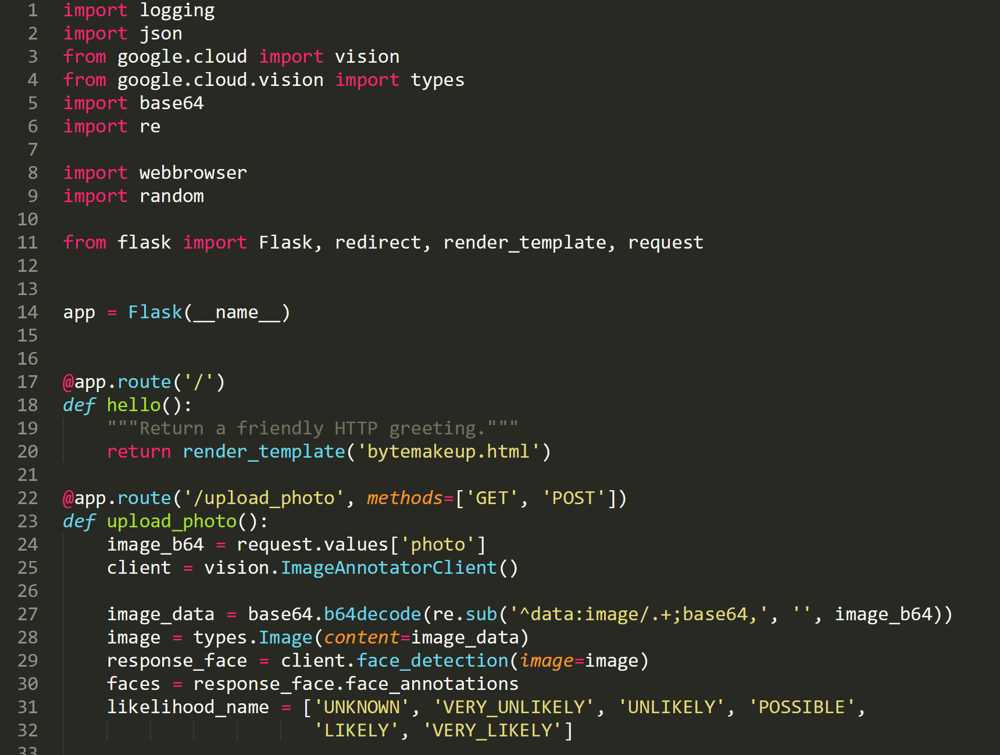 1 import logging
2 import json
3 from google.cloud import vision
4 from google.cloud.vision import types
5 import base64
6 import re
7
8 import webbrowser
9 import random
10
11 from flask import Flask, redirect, render_template, request
12
13
14 app = Flask(__name__)
15
16
17 @app.route('/')
18 def hello():
19     """Return a friendly HTTP greeting."""
20     return render_template('bytemakeup.html')
21
22 @app.route('/upload_photo', methods=['GET', 'POST'])
23 def upload_photo():
24     image_b64 = request.values['photo']
25     client = vision.ImageAnnotatorClient()
26
27     image_data = base64.b64decode(re.sub('^data:image/.+;base64,', '', image_b64))
28     image = types.Image(content=image_data)
29     response_face = client.face_detection(image=image)
30     faces = response_face.face_annotations
31     likelihood_name = ['UNKNOWN', 'VERY_UNLIKELY', 'UNLIKELY', 'POSSIBLE',
32                        'LIKELY', 'VERY_LIKELY']
33